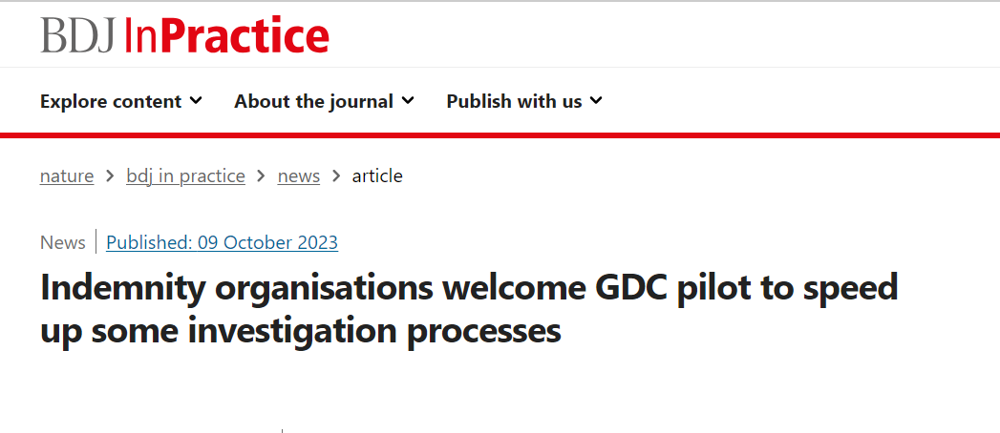 BDJ InPractice
Explore content About the journal Publish with us
nature > bdj in practice > news > article
News | Published: 09 October 2023
Indemnity organisations welcome GDC pilot to speed
up some investigation processes